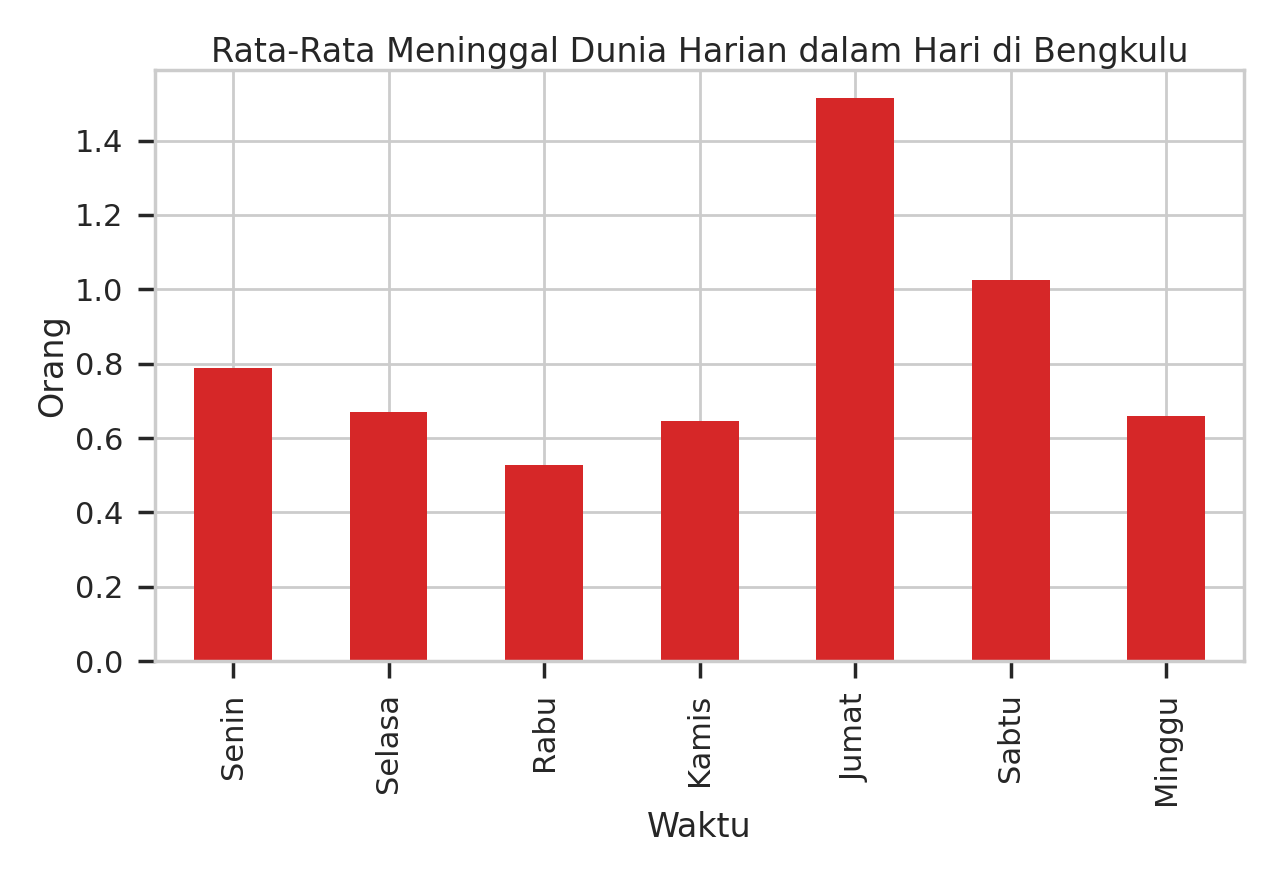 Rata-Rata Meninggal Dunia Harian dalam Hari di Bengkulu
Orang
1.4
1.2
1.0
0.8
0.6
0.4
0.2
0.0
Senin
Selasa
Rabu
Kamis
Jumat
Sabtu
Minggu
Waktu